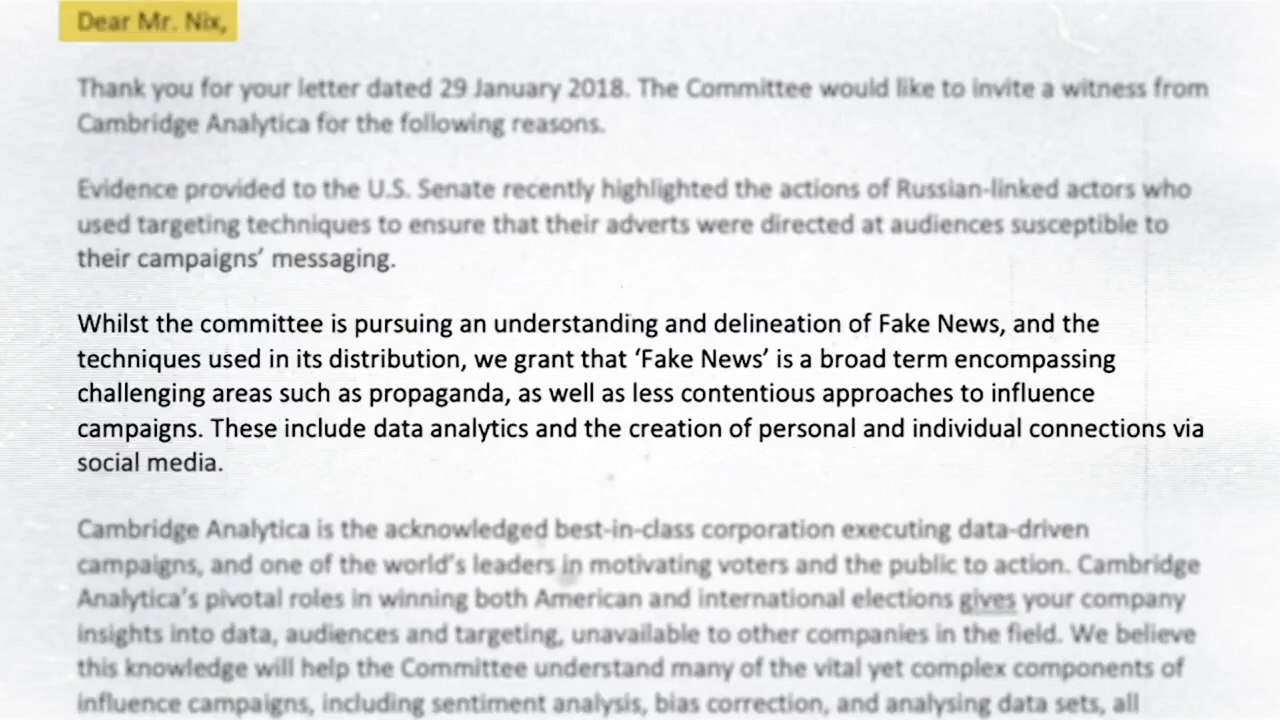 Dear Mr. Nix,
Thank you for your letter dated 29 January 2018. The Committee would like to invite a witness from
Cambridge Analytica for the following reasons.
Evidence provided to the U.S. Senate recently highlighted the actions of Russian-linked actors who
used targeting techniques to ensure that their adverts were directed at audiences susceptible to
their campaigns’ messaging.
Whilst the committee is pursuing an understanding and delineation of Fake News, and the
techniques used in its distribution, we grant that ‘Fake News’ is a broad term encompassing
challenging areas such as propaganda, as well as less contentious approaches to influence
campaigns. These include data analytics and the creation of personal and individual connections via
social media.
Cambridge Analytica is the acknowledged best-in-class corporation executing data-driven
campaigns, and one of the world’s leaders in motivating voters and the public to action. Cambridge
Analytica’s pivotal roles in winning both American and international elections gives your company
insights into data, audiences and targeting, unavailable to other companies in the field. We believe
this knowledge will help the Committee understand many of the vital yet complex components of
influence campaigns, including sentiment analysis, bias correction, and analysing data sets, all